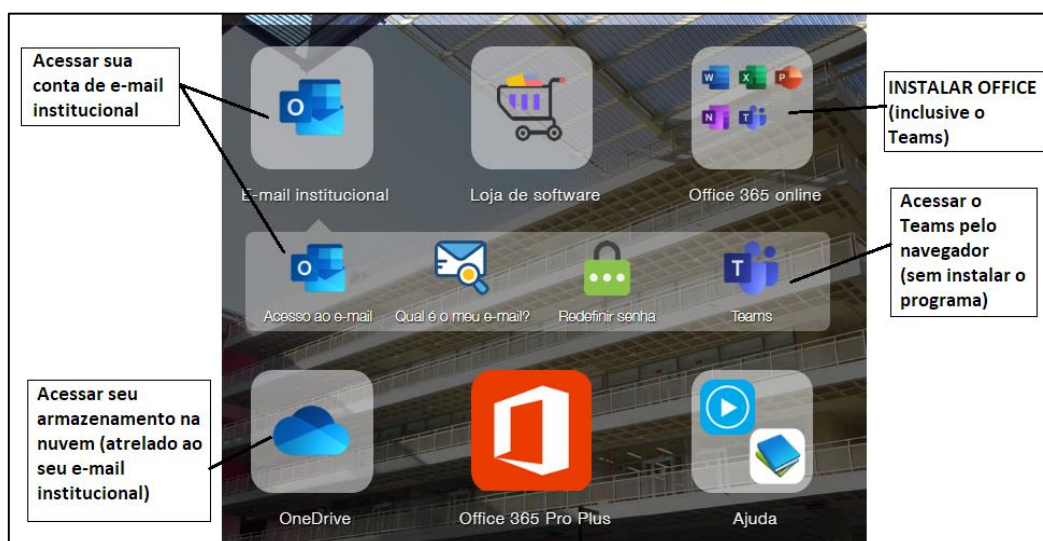 Acessar sua
conta de e-mail
institucional
INSTALAR OFFICE
(inclusive o
Teams)
E-mail institucional
Loja de software
Office 365 online
Acessar o
Teams pelo
navegador
(sem instalar o
programa)
Acesso ao e-mail
Qual é o meu e-mail?
Redefinir senha
Teams
Acessar seu
armazenamento na
nuvem (atrelado ao
seu e-mail
institucional)
OneDrive
Office 365 Pro Plus
Ajuda